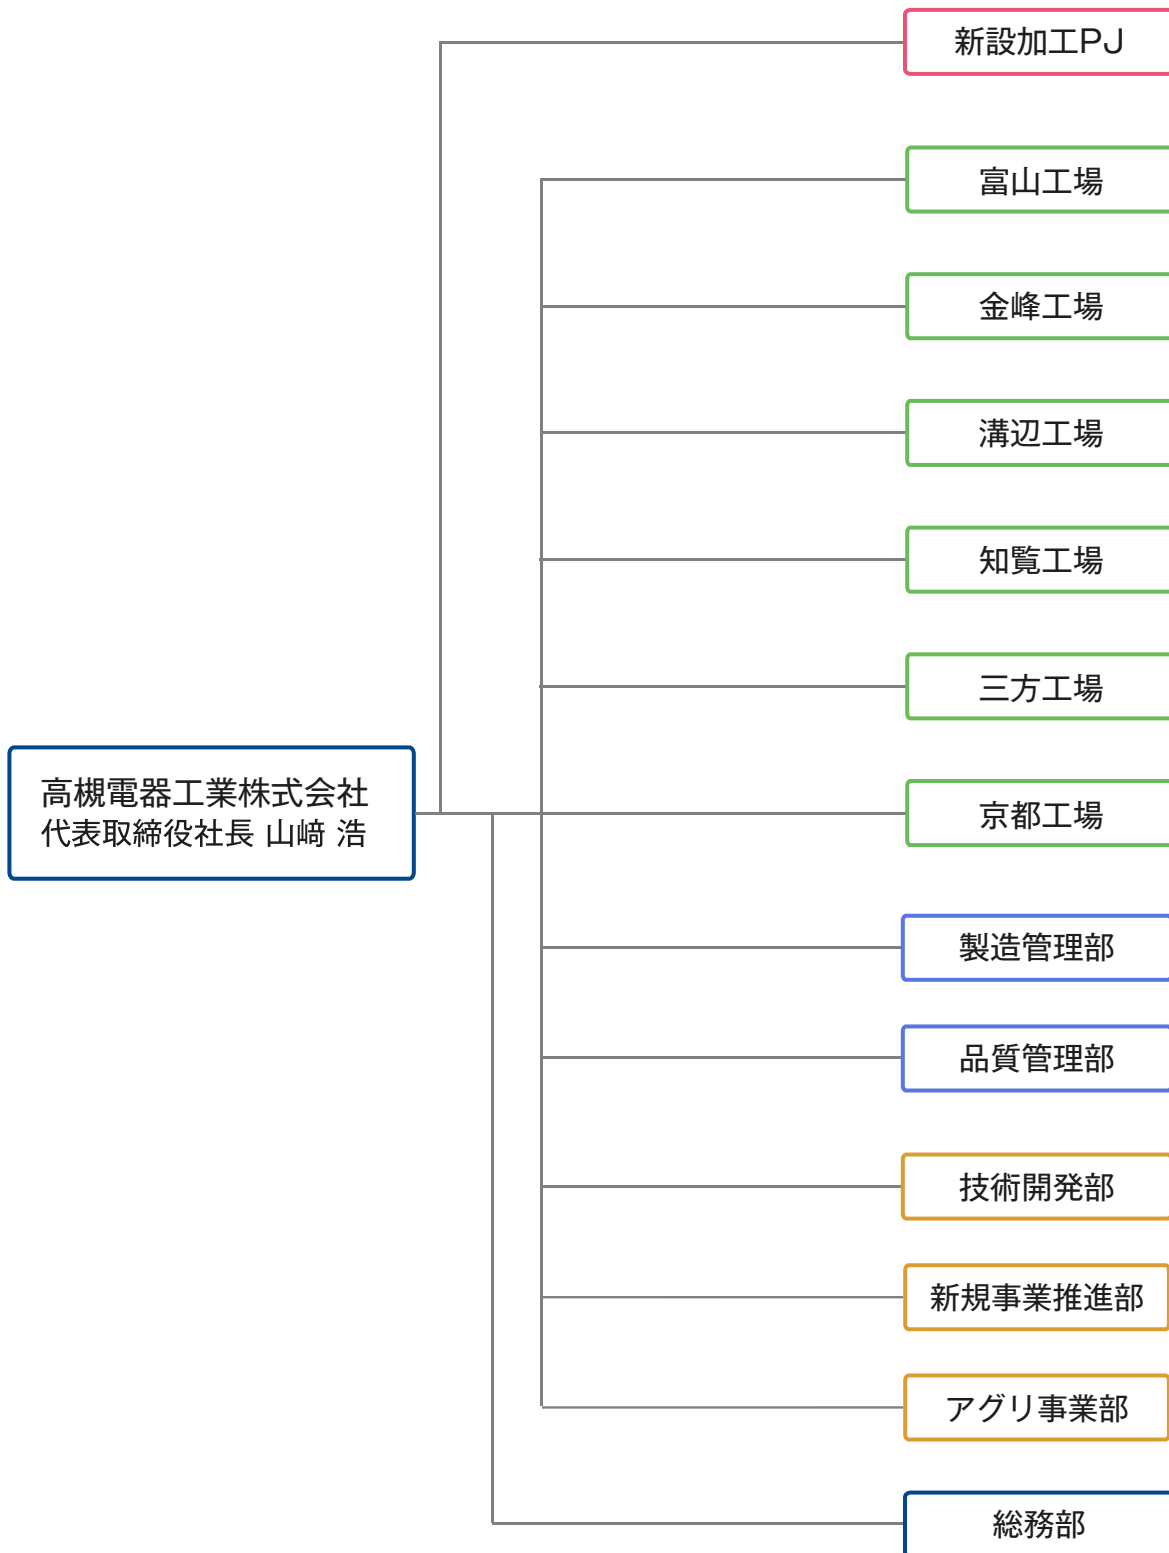 新設加工PJ
富山工場
金峰工場
溝辺工場
知覧工場
三方工場
高槻電器工業株式会社
代表取締役社長 山﨑 浩
京都工場
製造管理部
品質管理部
技術開発部
新規事業推進部
アグリ事業部
総務部